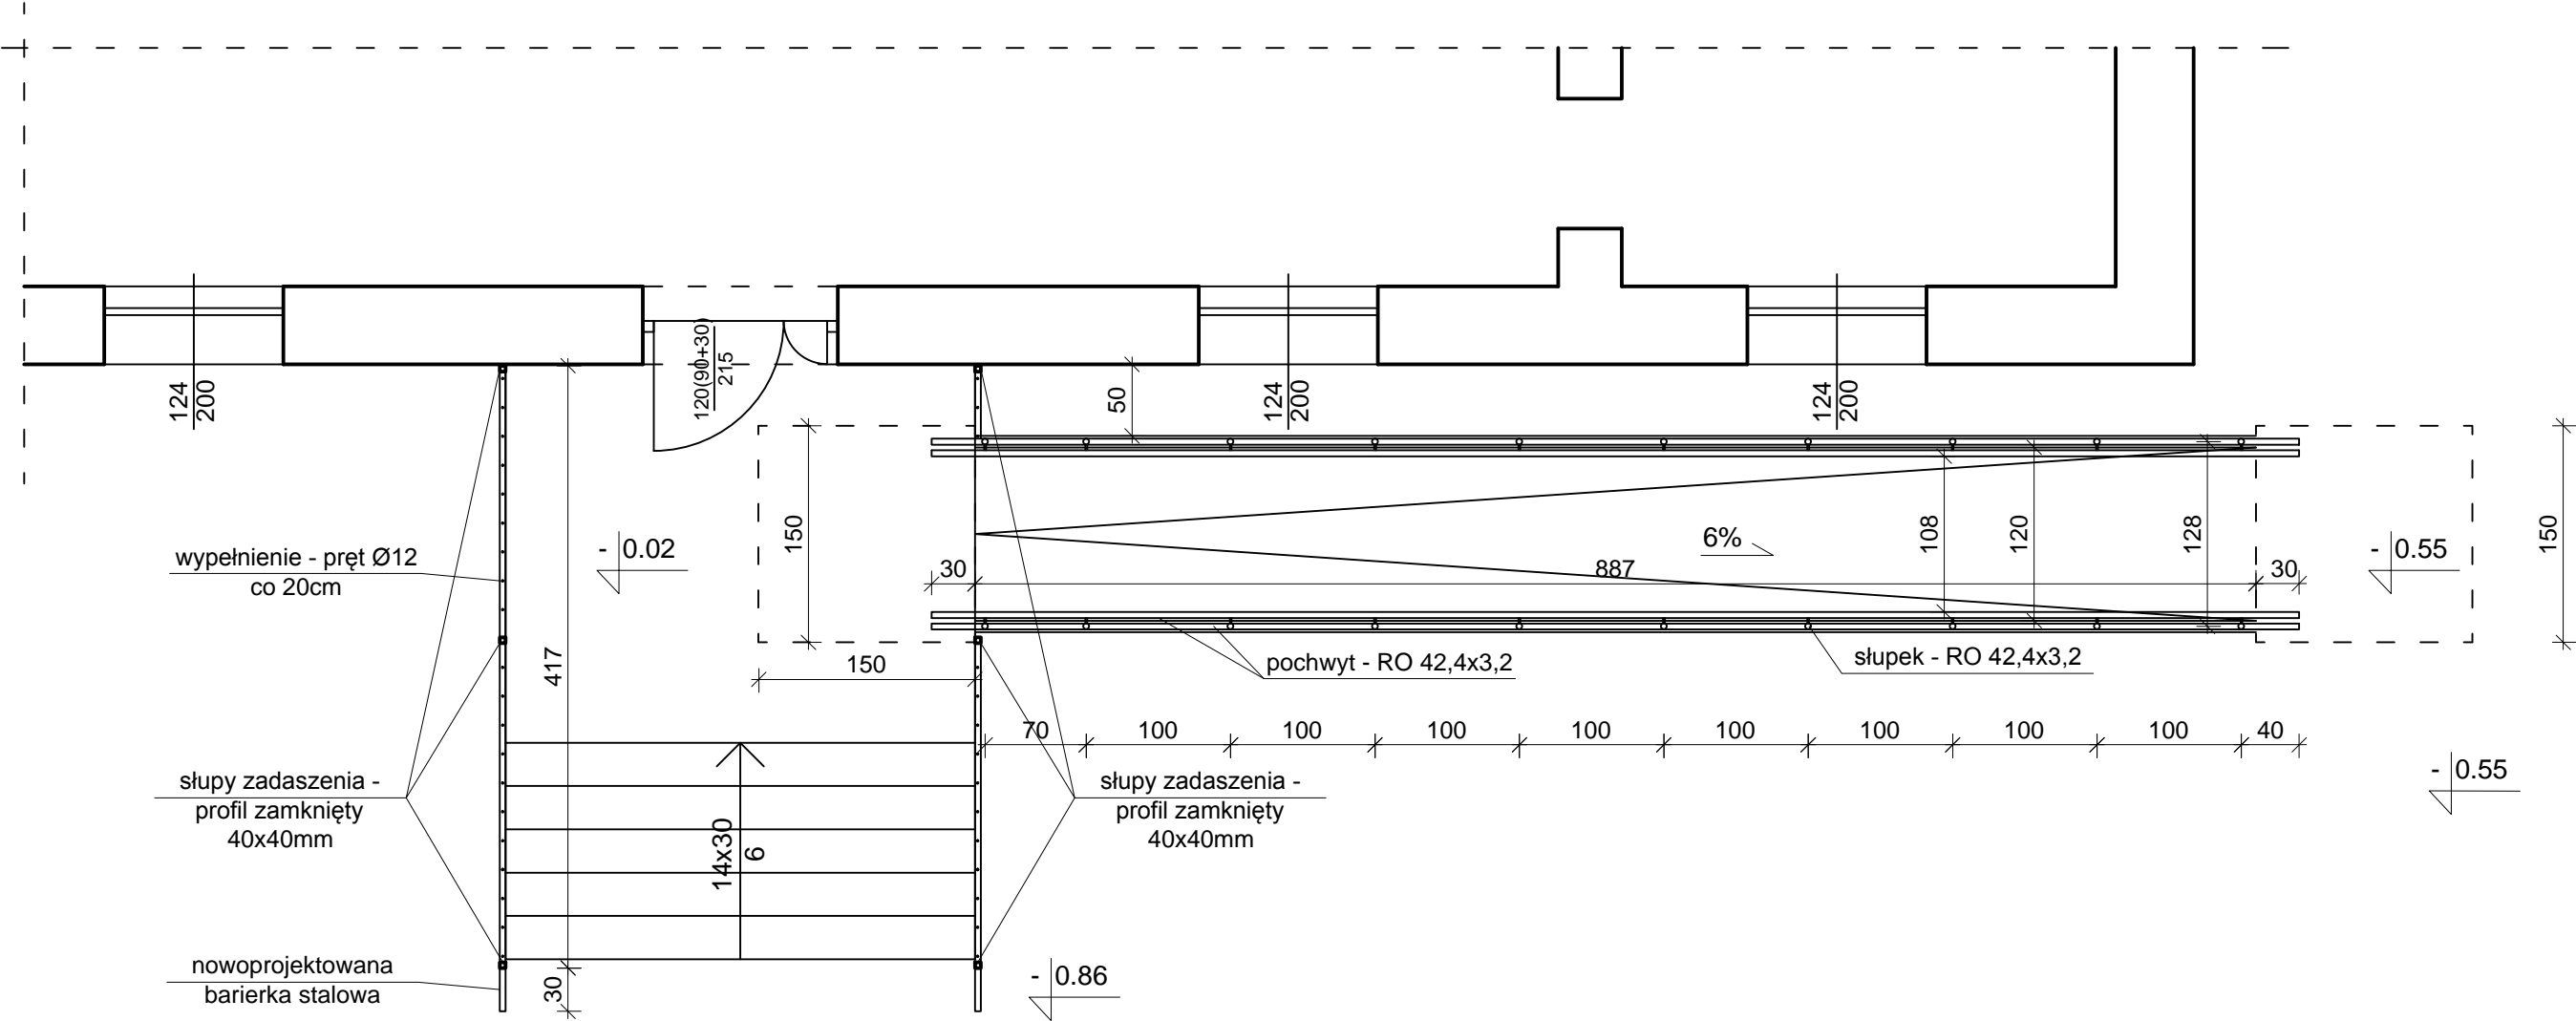 120(90+30)
215
124
200
124
200
124
200
50
150
wypełnienie - pręt Ø12
co 20cm
- 0.02
6%
108
120
128
150
- 0.55
30
887
30
417
150
pochwyt - RO 42,4x3,2
słupek - RO 42,4x3,2
70
100
100
100
100
100
100
100
100
40
słupy zadaszenia -
profil zamknięty
40x40mm
słupy zadaszenia -
profil zamknięty
40x40mm
- 0.55
14x30
6
nowoprojektowana
barierka stalowa
30
- 0.86